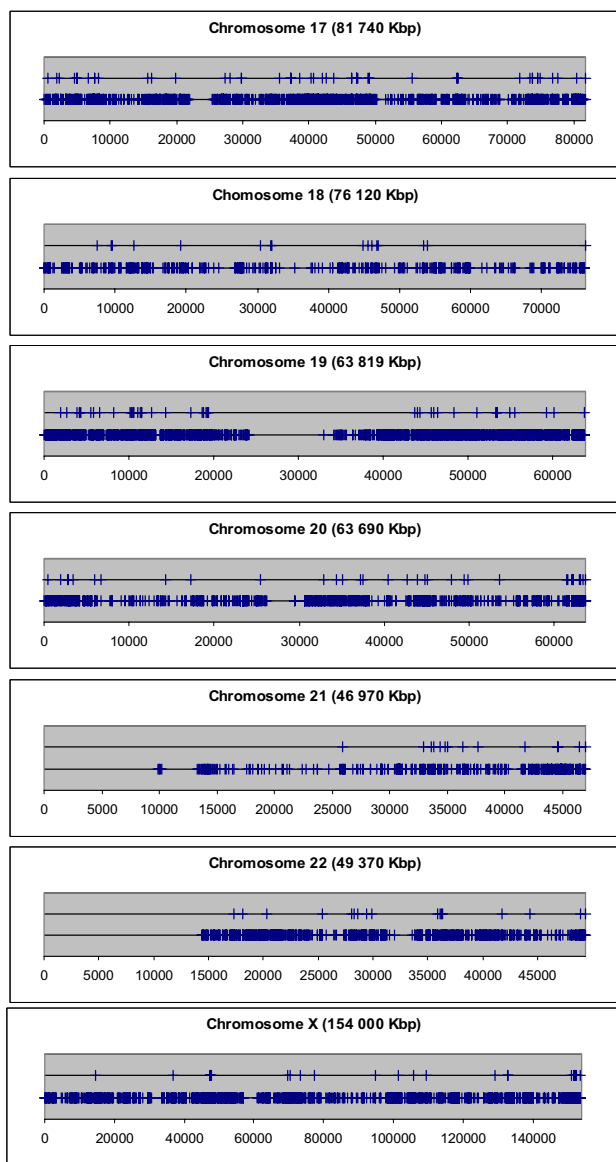 Chromosome 17 (81 740 Kbp)
0 10000 20000 30000 40000 50000 60000 70000 80000
Chomosome 18 (76 120 Kbp)
0 10000 20000 30000 40000 50000 60000 70000
Chromosome 19 (63 819 Kbp)
0 10000 20000 30000 40000 50000 60000
Chromosome 20 (63 690 Kbp)
0 10000 20000 30000 40000 50000 60000
Chromosome 21 (46 970 Kbp)
0 5000 10000 15000 20000 25000 30000 35000 40000 45000
Chromosome 22 (49 370 Kbp)
0 5000 10000 15000 20000 25000 30000 35000 40000 45000
Chromosome X (154 000 Kbp)
0 20000 40000 60000 80000 100000 120000 140000